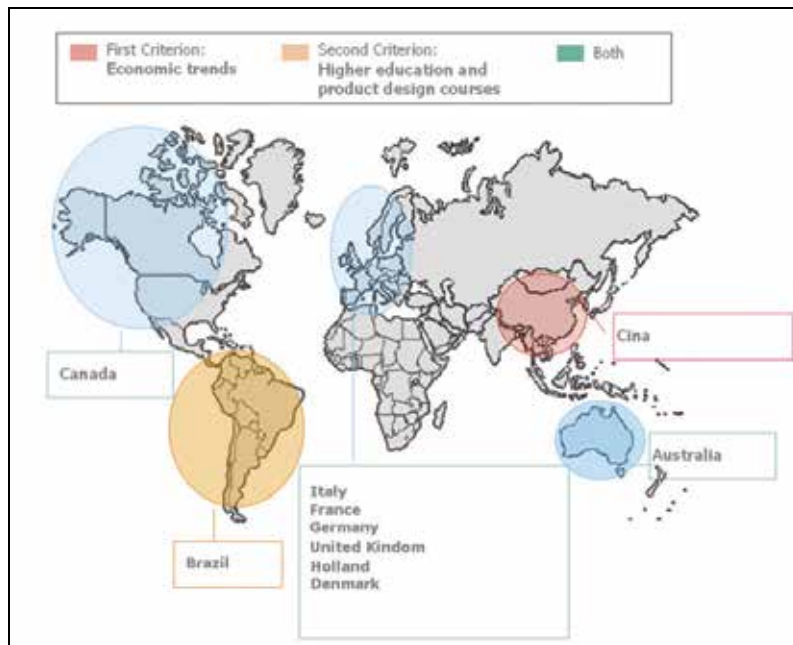 First Criterion:
Economic trends
Second Criterion:
Higher education and
product design courses
Both
Cina
Canada
Australia
Italy
France
Germany
United Kindom
Holland
Denmark
Brazil